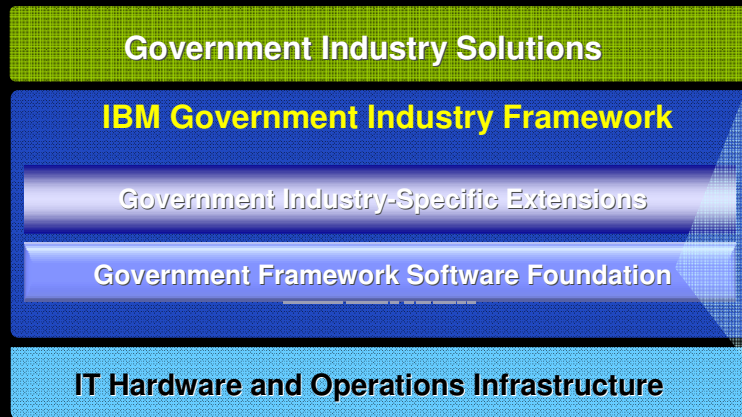 Government Industry Solutions
IBM Government Industry Framework
Government Industry-Specific Extensions
Government Framework Software Foundation
IT Hardware and Operations Infrastructure